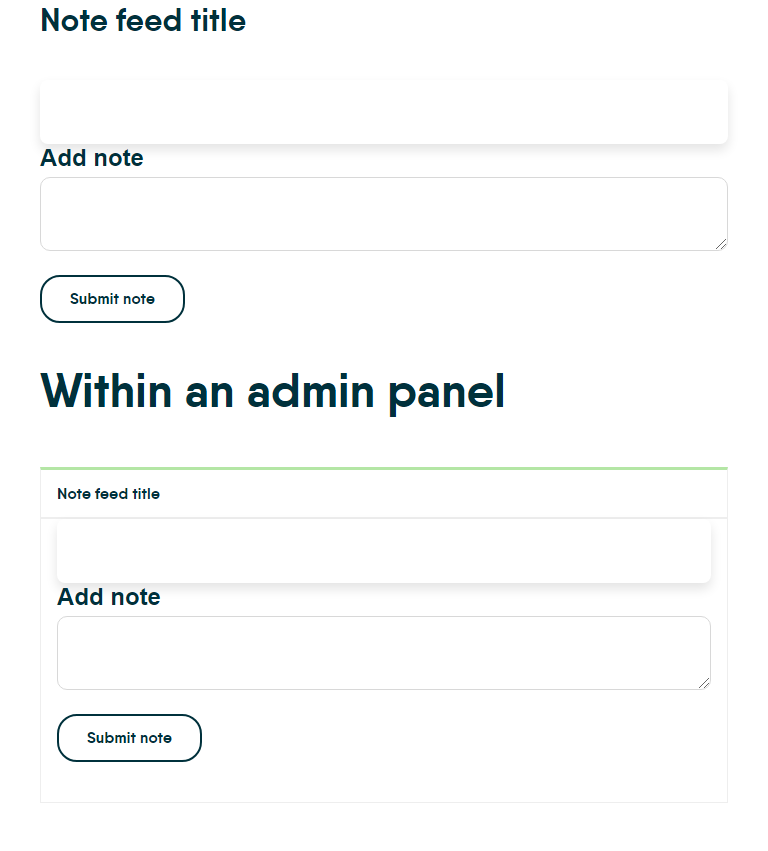 Note feed title
Add note
Submit note
Within an admin panel
Note feed title
Add note
Submit note